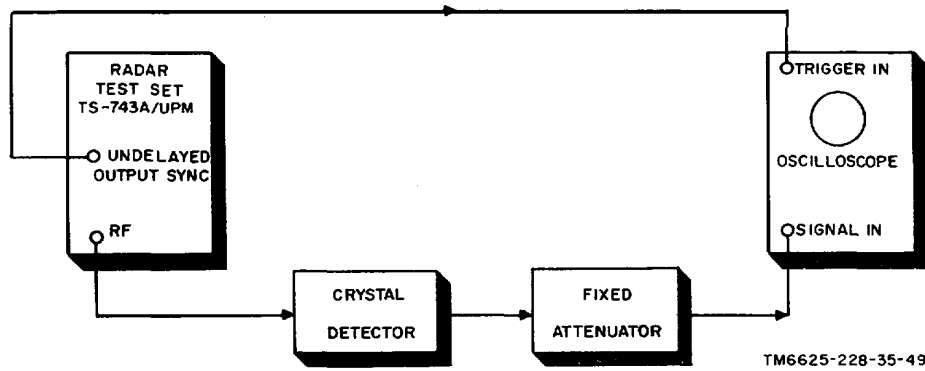 RADAR
TEST SET
TS-743A/UPM
UNDELAYED
OUTPUT SYNC
RF
CRYSTAL
DETECTOR
FIXED
ATTENUATOR
TRIGGER IN
OSCILLOSCOPE
SIGNAL IN
TM6625-228-35-49